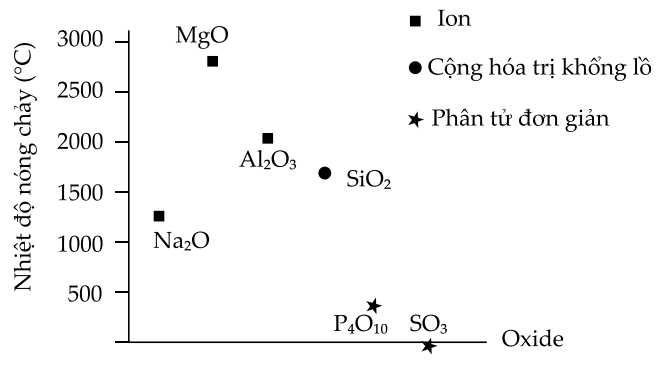 Nhiệt độ nóng chảy (°C)
3000
2500
2000
1500
1000
500
MgO
Al₂O₃
SiO₂
Na₂O
P₄O₁₀
SO₃
Oxide
Ion
Cộng hóa trị khổng lồ
Phân tử đơn giản